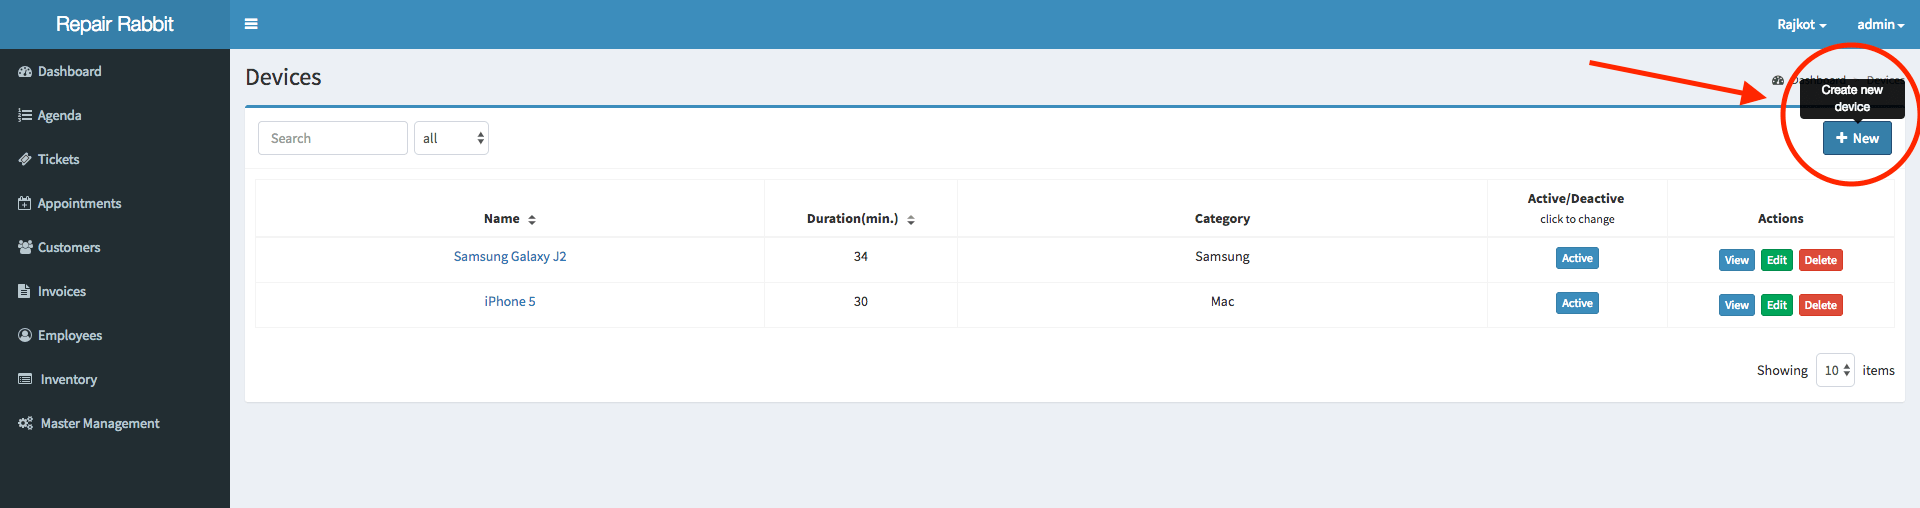 Repair Rabbit
Rajkot
admin
Dashboard
Agenda
Tickets
Appointments
Customers
Invoices
Employees
Inventory
Master Management
Devices
Dashboard
Devices
Create new
device
Search
all
New
Name
Duration(min.)
Category
Active/Deactive
click to change
Actions
Samsung Galaxy J2
34
Samsung
Active
View Edit Delete
iPhone 5
30
Mac
Active
View Edit Delete
Showing 10 items